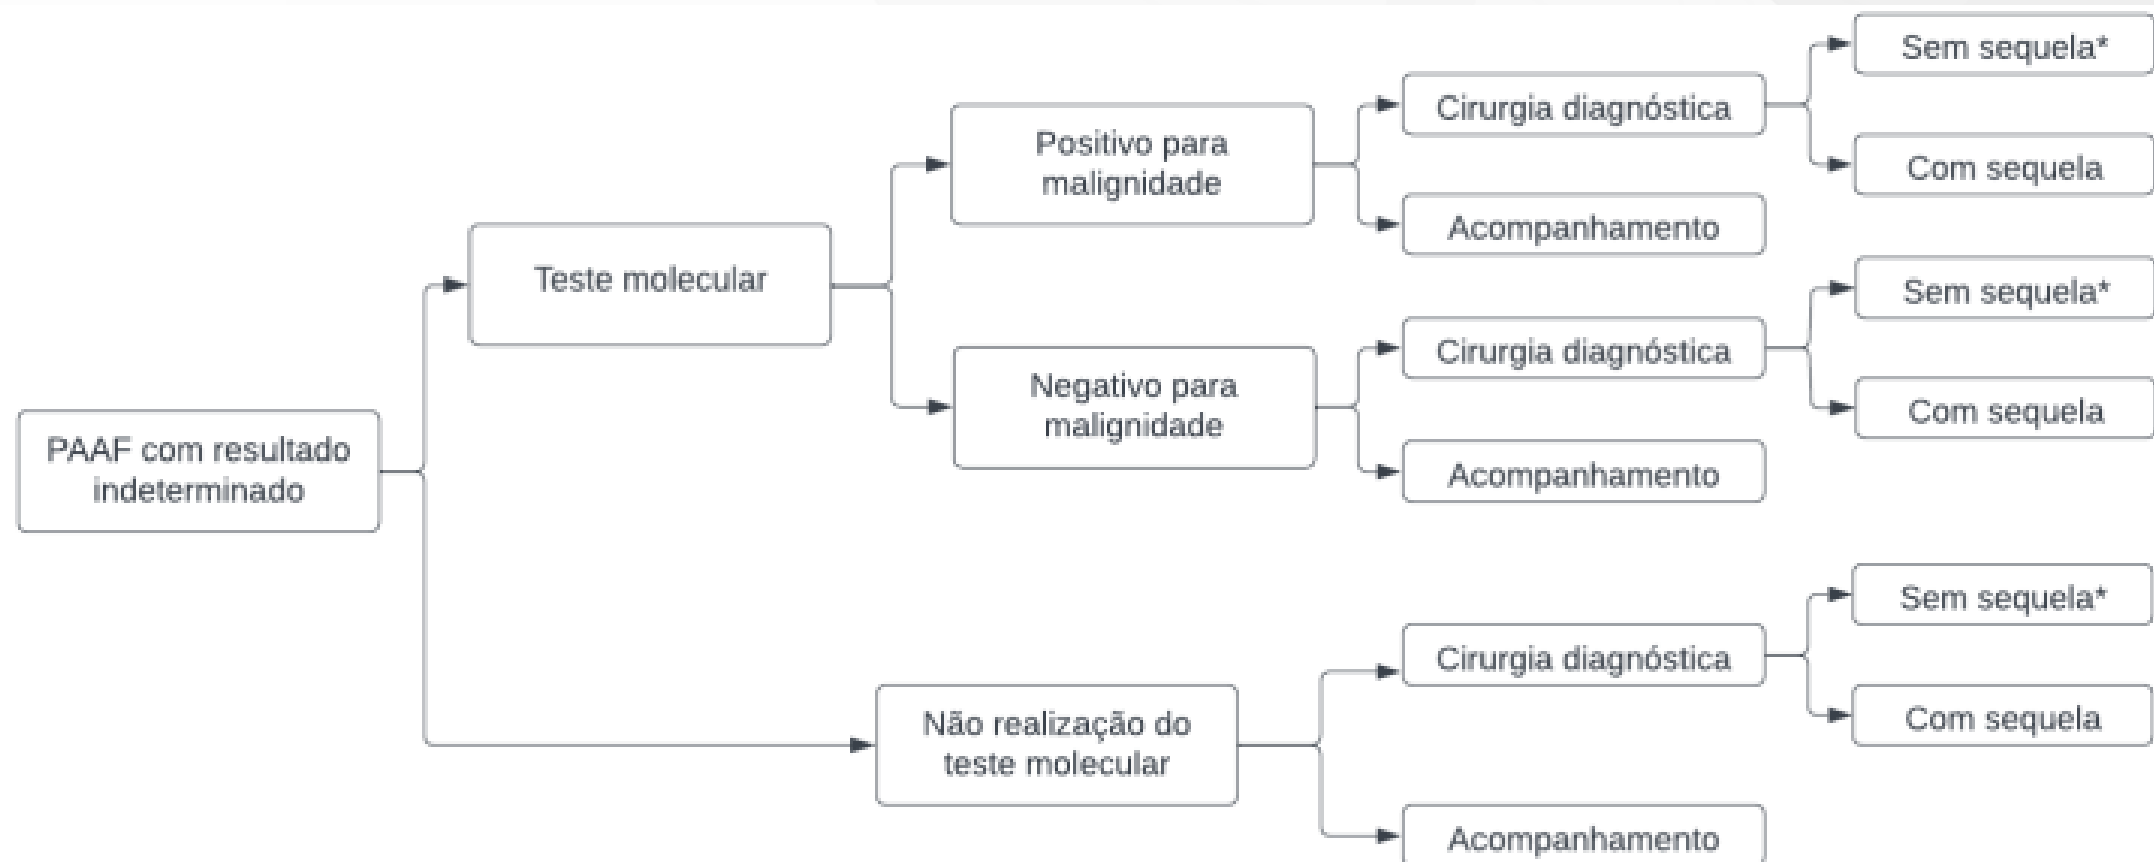 PAAF com resultado
indeterminado
Teste molecular
Positivo para
malignidade
Cirurgia diagnóstica
Sem sequela*
Com sequela
Acompanhamento
Negativo para
malignidade
Cirurgia diagnóstica
Sem sequela*
Com sequela
Acompanhamento
Não realização do
teste molecular
Cirurgia diagnóstica
Sem sequela*
Com sequela
Acompanhamento